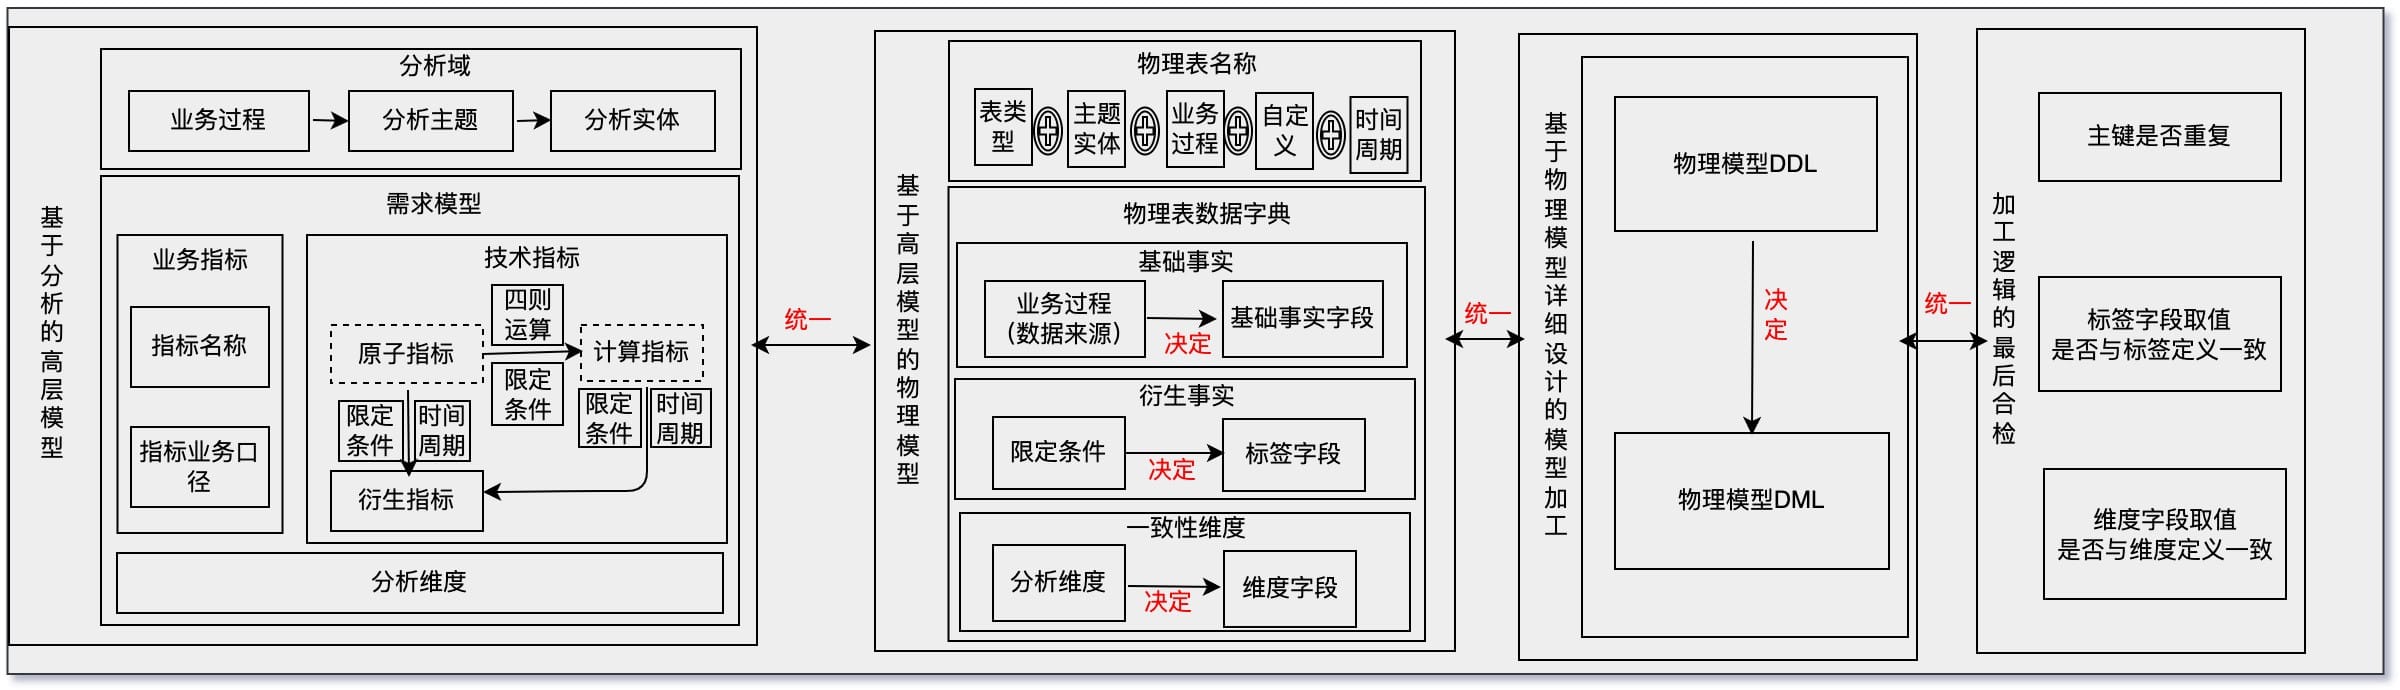 基于分析的高层模型
分析域
业务过程
分析主题
分析实体
需求模型
业务指标
指标名称
指标业务口
径
技术指标
四则
运算
原子指标
计算指标
限定
条件
限定
条件
时间
周期
限定
条件
时间
周期
衍生指标
分析维度
统一
基于高层模型的物理模型
物理表名称
表类
型
主题
实体
业务
过程
自定
义
时间
周期
物理表数据字典
基础事实
业务过程
(数据来源)
决定
基础事实字段
衍生事实
限定条件
决定
标签字段
一致性维度
分析维度
决定
维度字段
统一
基于物理模型详细设计的模型加工
物理模型DDL
决
定
物理模型DML
统一
加工逻辑的最后合检
主键是否重复
标签字段取值
是否与标签定义一致
维度字段取值
是否与维度定义一致